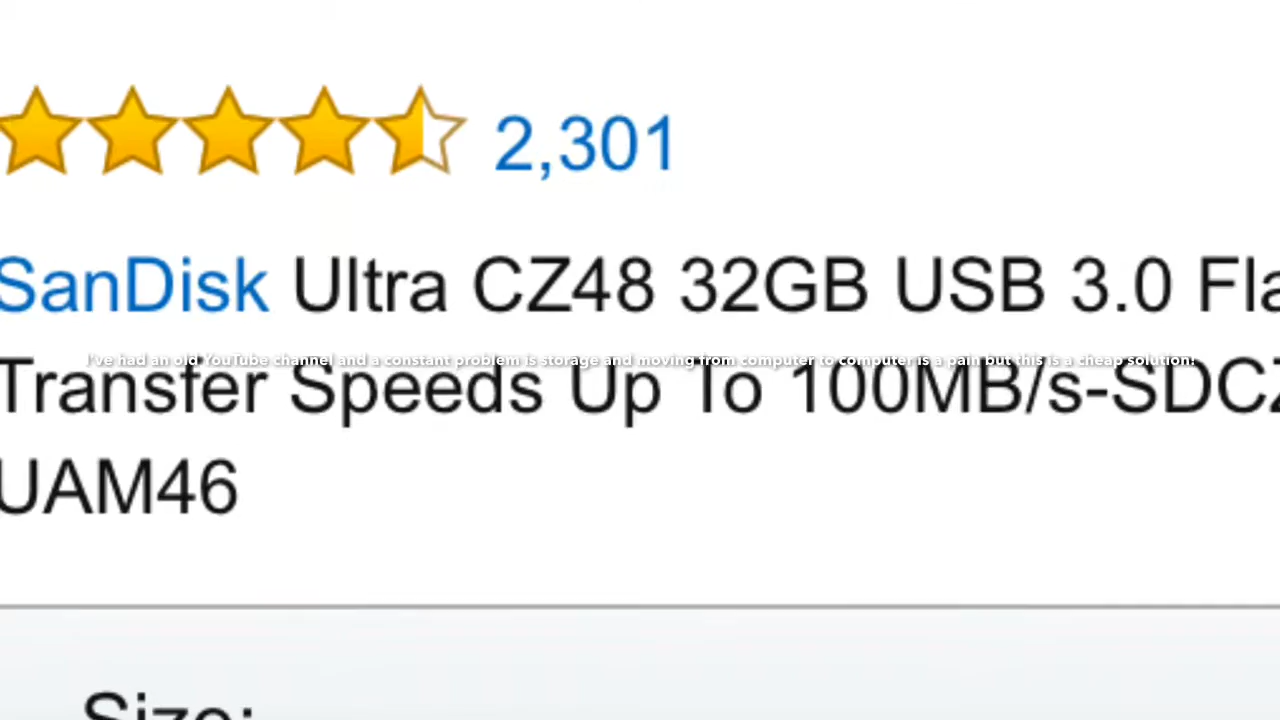 2,301
SanDisk Ultra CZ48 32GB USB 3.0 Fla
I've had an old YouTube channel and a constant problem is storage and moving from computer to computer is a pain but this is a cheap solution!
Transfer Speeds Up To 100MB/s-SDCZ
UAM46
Size: